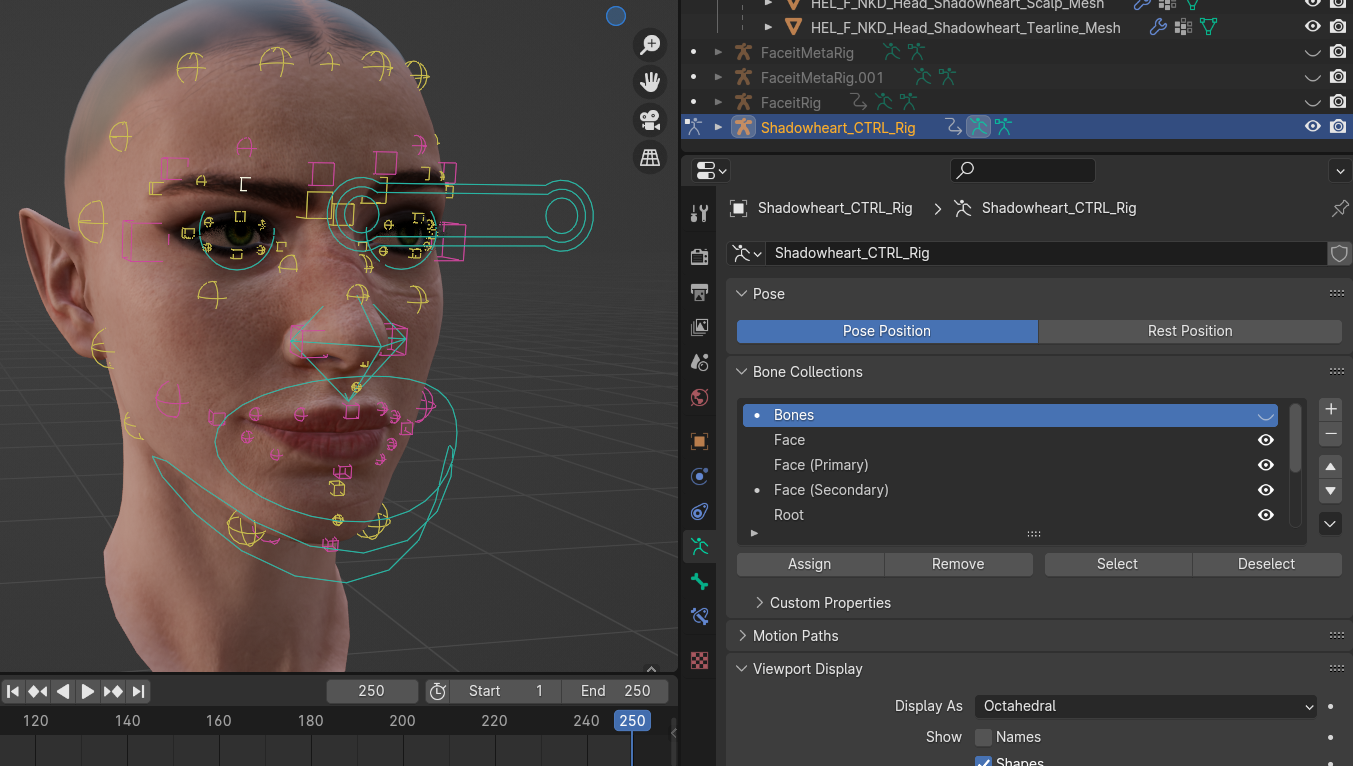 HEL_F_NKD_Head_Shadowheart_Scalp_Mesh
HEL_F_NKD_Head_Shadowheart_Tearline_Mesh
FaceitMetaRig
FaceitMetaRig.001
FaceitRig
Shadowheart_CTRL_Rig
Shadowheart_CTRL_Rig > Shadowheart_CTRL_Rig
Shadowheart_CTRL_Rig
Pose
Pose Position Rest Position
Bone Collections
Bones
Face
Face (Primary)
Face (Secondary)
Root
Assign Remove Select Deselect
Custom Properties
Motion Paths
Viewport Display
Display As Octahedral
Show Names
Shapes
250 Start 1 End 250
120 140 160 180 200 220 240 250